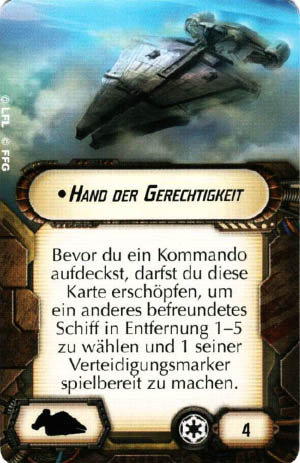 © LFL © FFG
• Hand der Gerechtigkeit
Bevor du ein Kommando
aufdeckst, darfst du diese
Karte erschöpfen, um
ein anderes befreundetes
Schiff in Entfernung 1–5
zu wählen und 1 seiner
Verteidigungsmarker
spielbereit zu machen.
4